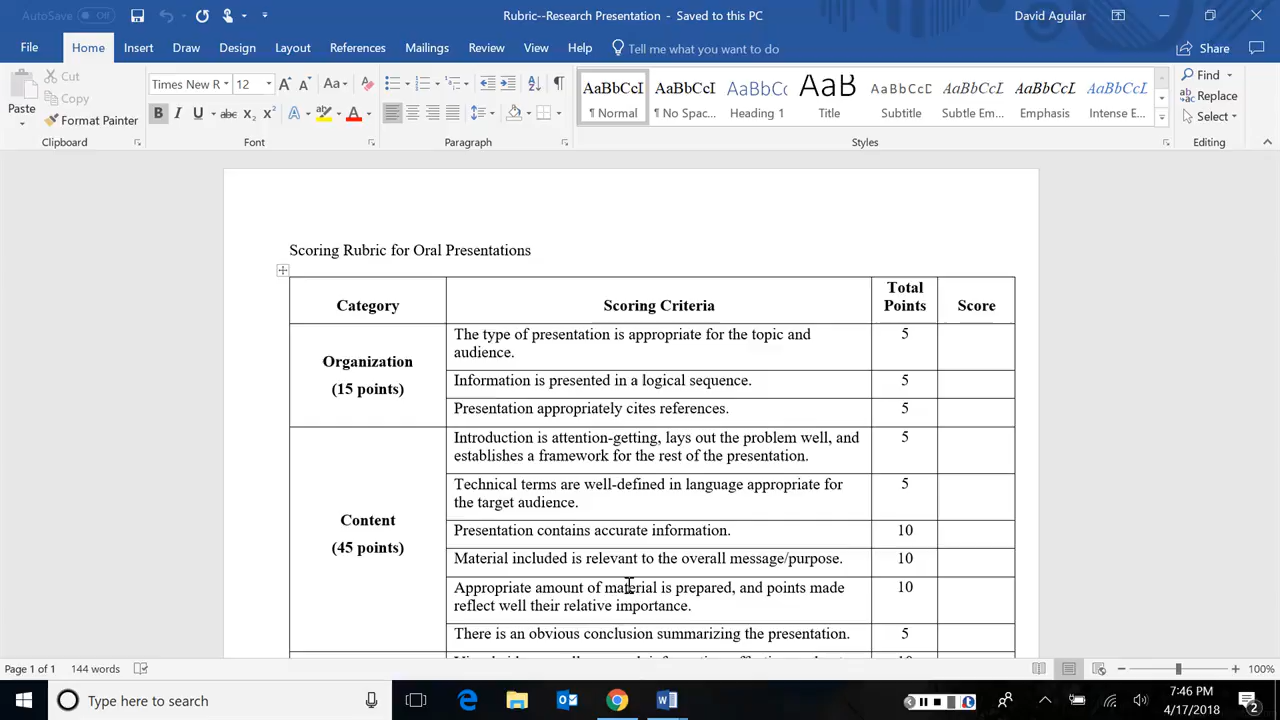 AutoSave Off
Rubric--Research Presentation - Saved to this PC
David Aguilar
File Home Insert Draw Design Layout References Mailings Review View Help Tell me what you want to do Share
Paste
Cut
Copy
Format Painter
Clipboard
Times New R 12
Font
Paragraph
AaBbCcI AaBbCcI AaBbCc AaB AaBbCcD AaBbCcL AaBbCcL AaBbCcL
¶ Normal ¶ No Spac... Heading 1 Title Subtitle Subtle Em... Emphasis Intense E...
Styles
Find
Replace
Select
Editing
Scoring Rubric for Oral Presentations
Category
Scoring Criteria
Total
Points
Score
Organization
(15 points)
The type of presentation is appropriate for the topic and
audience.
5
Information is presented in a logical sequence.
5
Presentation appropriately cites references.
5
Content
(45 points)
Introduction is attention-getting, lays out the problem well, and
establishes a framework for the rest of the presentation.
5
Technical terms are well-defined in language appropriate for
the target audience.
5
Presentation contains accurate information.
10
Material included is relevant to the overall message/purpose.
10
Appropriate amount of material is prepared, and points made
reflect well their relative importance.
10
There is an obvious conclusion summarizing the presentation.
5
Page 1 of 1 144 words
100%
Type here to search
7:46 PM
4/17/2018
2